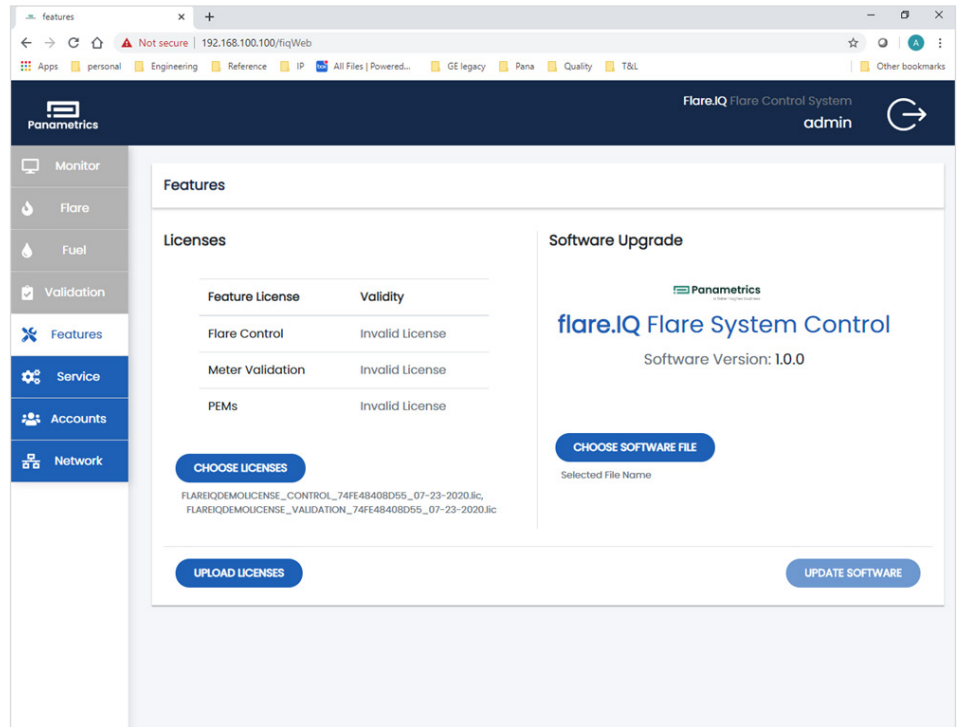 features
Not secure | 192.168.100.100/fiqWeb
A
Apps personal Engineering Reference IP box All Files | Powered... GE legacy Pana Quality T&L Other bookmarks
Panametrics
Flare.IQ Flare Control System
admin
Monitor
Flare
Fuel
Validation
Features
Service
Accounts
Network
Features
Licenses
Feature License Validity
Flare Control Invalid License
Meter Validation Invalid License
PEMs Invalid License
CHOOSE LICENSES
FLAREIQDEMOLICENSE_CONTROL_74FE48408D55_07-23-2020.lic,
FLAREIQDEMOLICENSE_VALIDATION_74FE48408D55_07-23-2020.lic
UPLOAD LICENSES
Software Upgrade
Panametrics
flare.IQ Flare System Control
Software Version: 1.0.0
CHOOSE SOFTWARE FILE
Selected File Name
UPDATE SOFTWARE